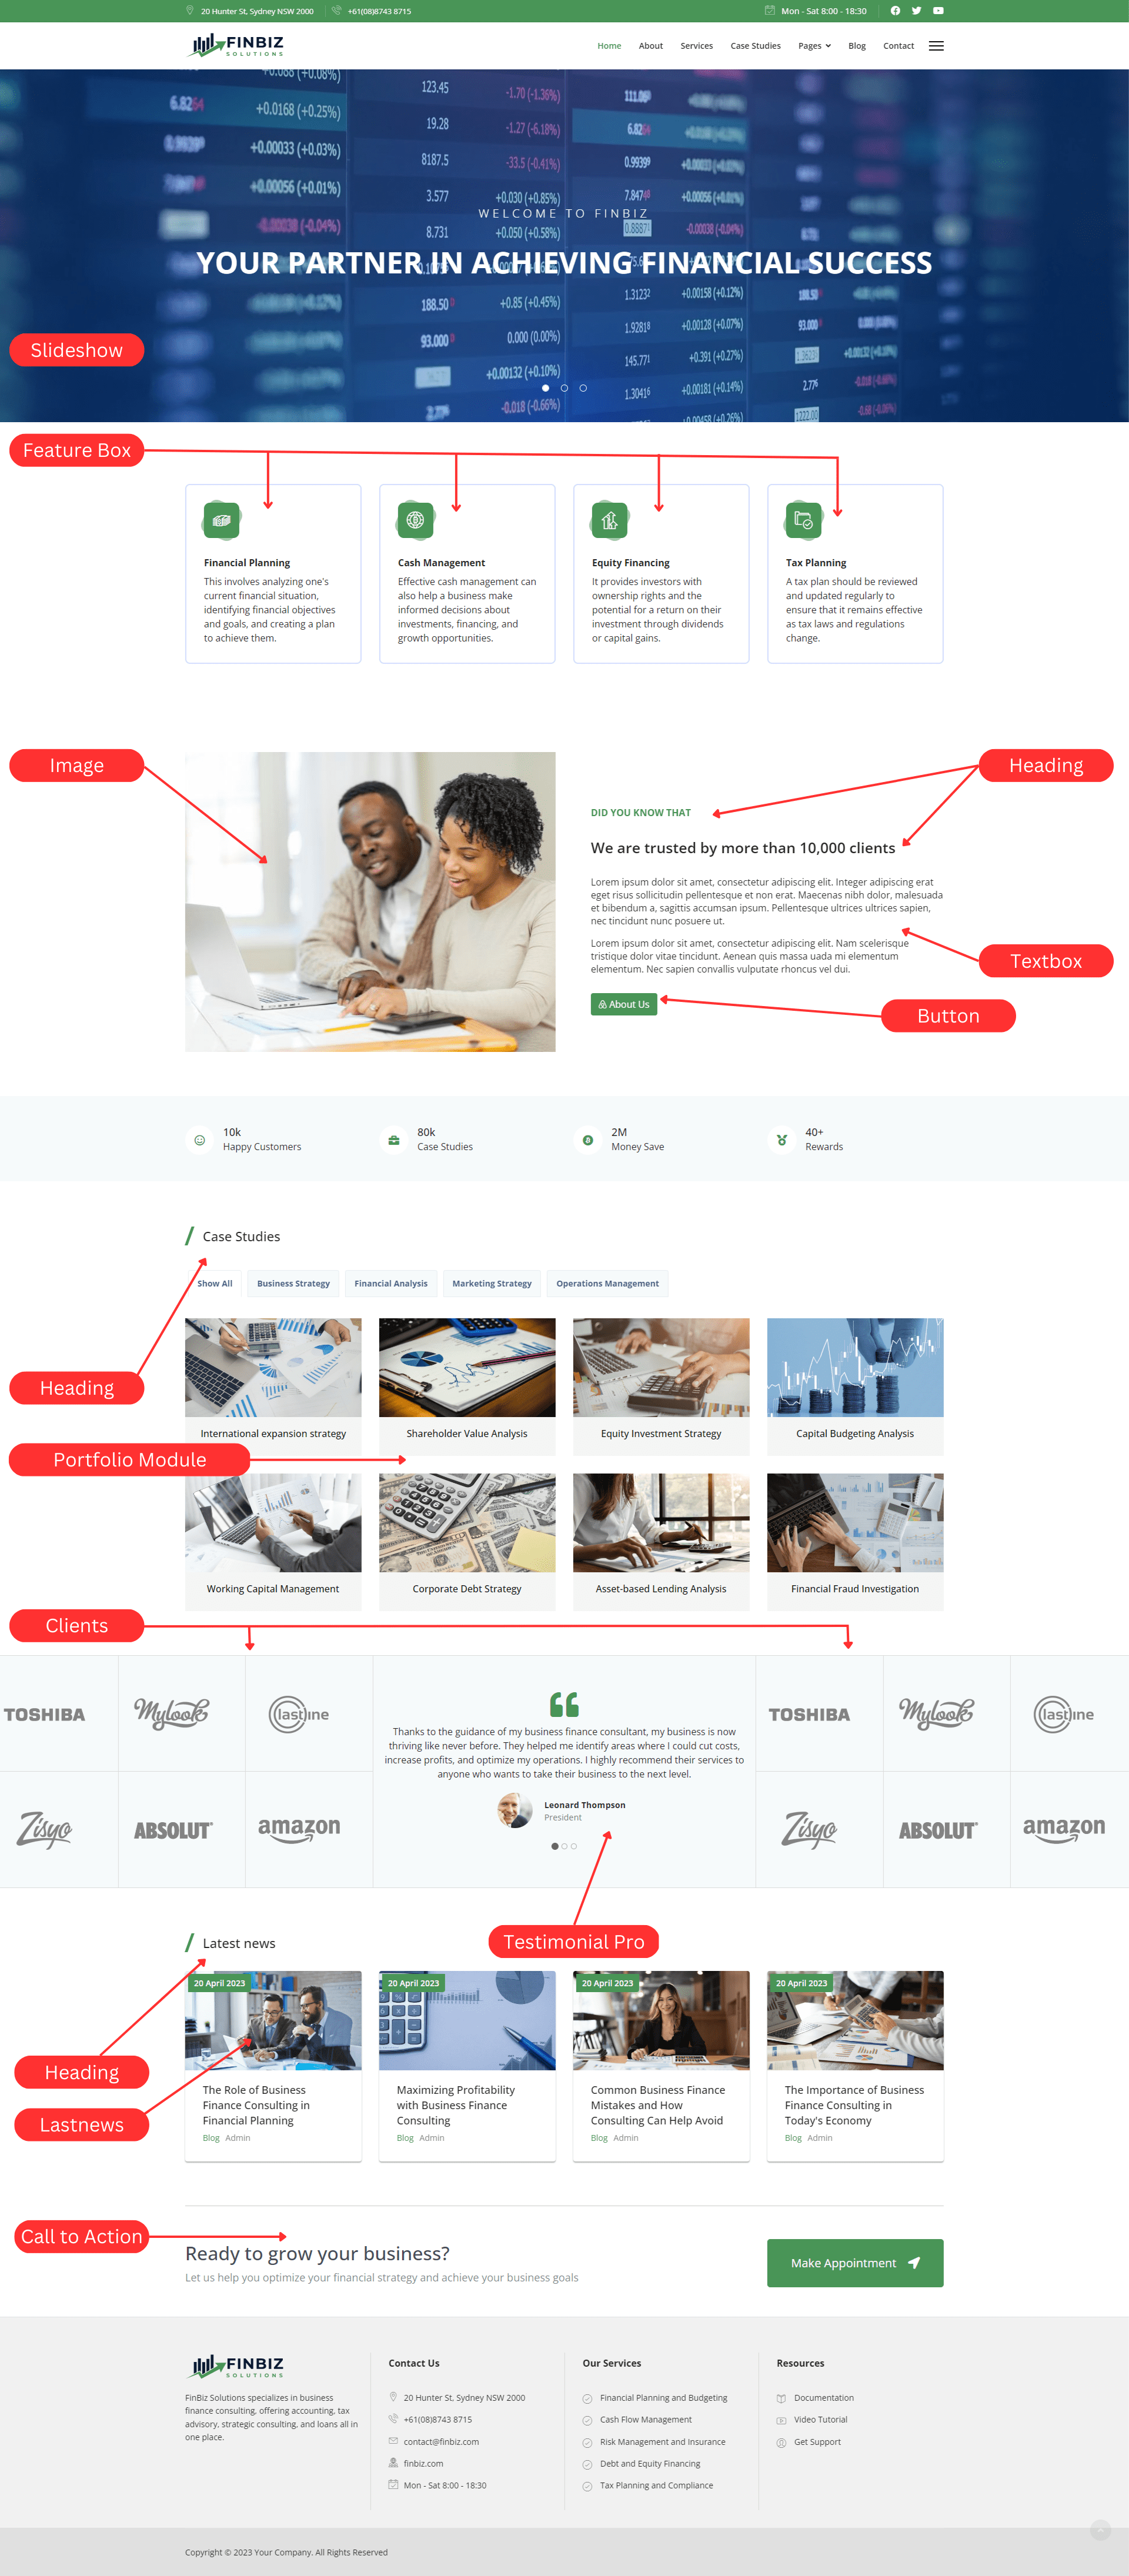 20 Hunter St, Sydney NSW 2000
+61(08)8743 8715
Mon - Sat 8:00 - 18:30
FINBIZ
SOLUTIONS
Home
About
Services
Case Studies
Pages
Blog
Contact
WELCOME TO FINBIZ
YOUR PARTNER IN ACHIEVING FINANCIAL SUCCESS
Slideshow
Feature Box
Financial Planning
This involves analyzing one's
current financial situation,
identifying financial objectives
and goals, and creating a plan
to achieve them.
Cash Management
Effective cash management can
also help a business make
informed decisions about
investments, financing, and
growth opportunities.
Equity Financing
It provides investors with
ownership rights and the
potential for a return on their
investment through dividends
or capital gains.
Tax Planning
A tax plan should be reviewed
and updated regularly to
ensure that it remains effective
as tax laws and regulations
change.
Image
Heading
DID YOU KNOW THAT
We are trusted by more than 10,000 clients
Lorem ipsum dolor sit amet, consectetur adipiscing elit. Integer adipiscing erat
eget risus sollicitudin pellentesque et non erat. Maecenas nibh dolor, malesuada
et bibendum a, sagittis accumsan ipsum. Pellentesque ultrices ultrices sapien,
nec tincidunt nunc posuere ut.
Lorem ipsum dolor sit amet, consectetur adipiscing elit. Nam scelerisque
tristique dolor vitae tincidunt. Aenean quis massa uada mi elementum
elementum. Nec sapien convallis vulputate rhoncus vel dui.
Textbox
About Us
Button
10k
Happy Customers
80k
Case Studies
2M
Money Save
40+
Rewards
Case Studies
Show All
Business Strategy
Financial Analysis
Marketing Strategy
Operations Management
Heading
International expansion strategy
Shareholder Value Analysis
Equity Investment Strategy
Capital Budgeting Analysis
Portfolio Module
Working Capital Management
Corporate Debt Strategy
Asset-based Lending Analysis
Financial Fraud Investigation
Clients
TOSHIBA
Mylook
lastline
Zisyo
ABSOLUT
amazon
Thanks to the guidance of my business finance consultant, my business is now
thriving like never before. They helped me identify areas where I could cut costs,
increase profits, and optimize my operations. I highly recommend their services to
anyone who wants to take their business to the next level.
Leonard Thompson
President
TOSHIBA
Mylook
lastline
Zisyo
ABSOLUT
amazon
Testimonial Pro
Latest news
Heading
Lastnews
20 April 2023
The Role of Business
Finance Consulting in
Financial Planning
Blog Admin
20 April 2023
Maximizing Profitability
with Business Finance
Consulting
Blog Admin
20 April 2023
Common Business Finance
Mistakes and How
Consulting Can Help Avoid
Blog Admin
20 April 2023
The Importance of Business
Finance Consulting in
Today's Economy
Blog Admin
Call to Action
Ready to grow your business?
Let us help you optimize your financial strategy and achieve your business goals
Make Appointment
FINBIZ
SOLUTIONS
FinBiz Solutions specializes in business
finance consulting, offering accounting, tax
advisory, strategic consulting, and loans all in
one place.
Contact Us
20 Hunter St, Sydney NSW 2000
+61(08)8743 8715
contact@finbiz.com
finbiz.com
Mon - Sat 8:00 - 18:30
Our Services
Financial Planning and Budgeting
Cash Flow Management
Risk Management and Insurance
Debt and Equity Financing
Tax Planning and Compliance
Resources
Documentation
Video Tutorial
Get Support
Copyright © 2023 Your Company. All Rights Reserved